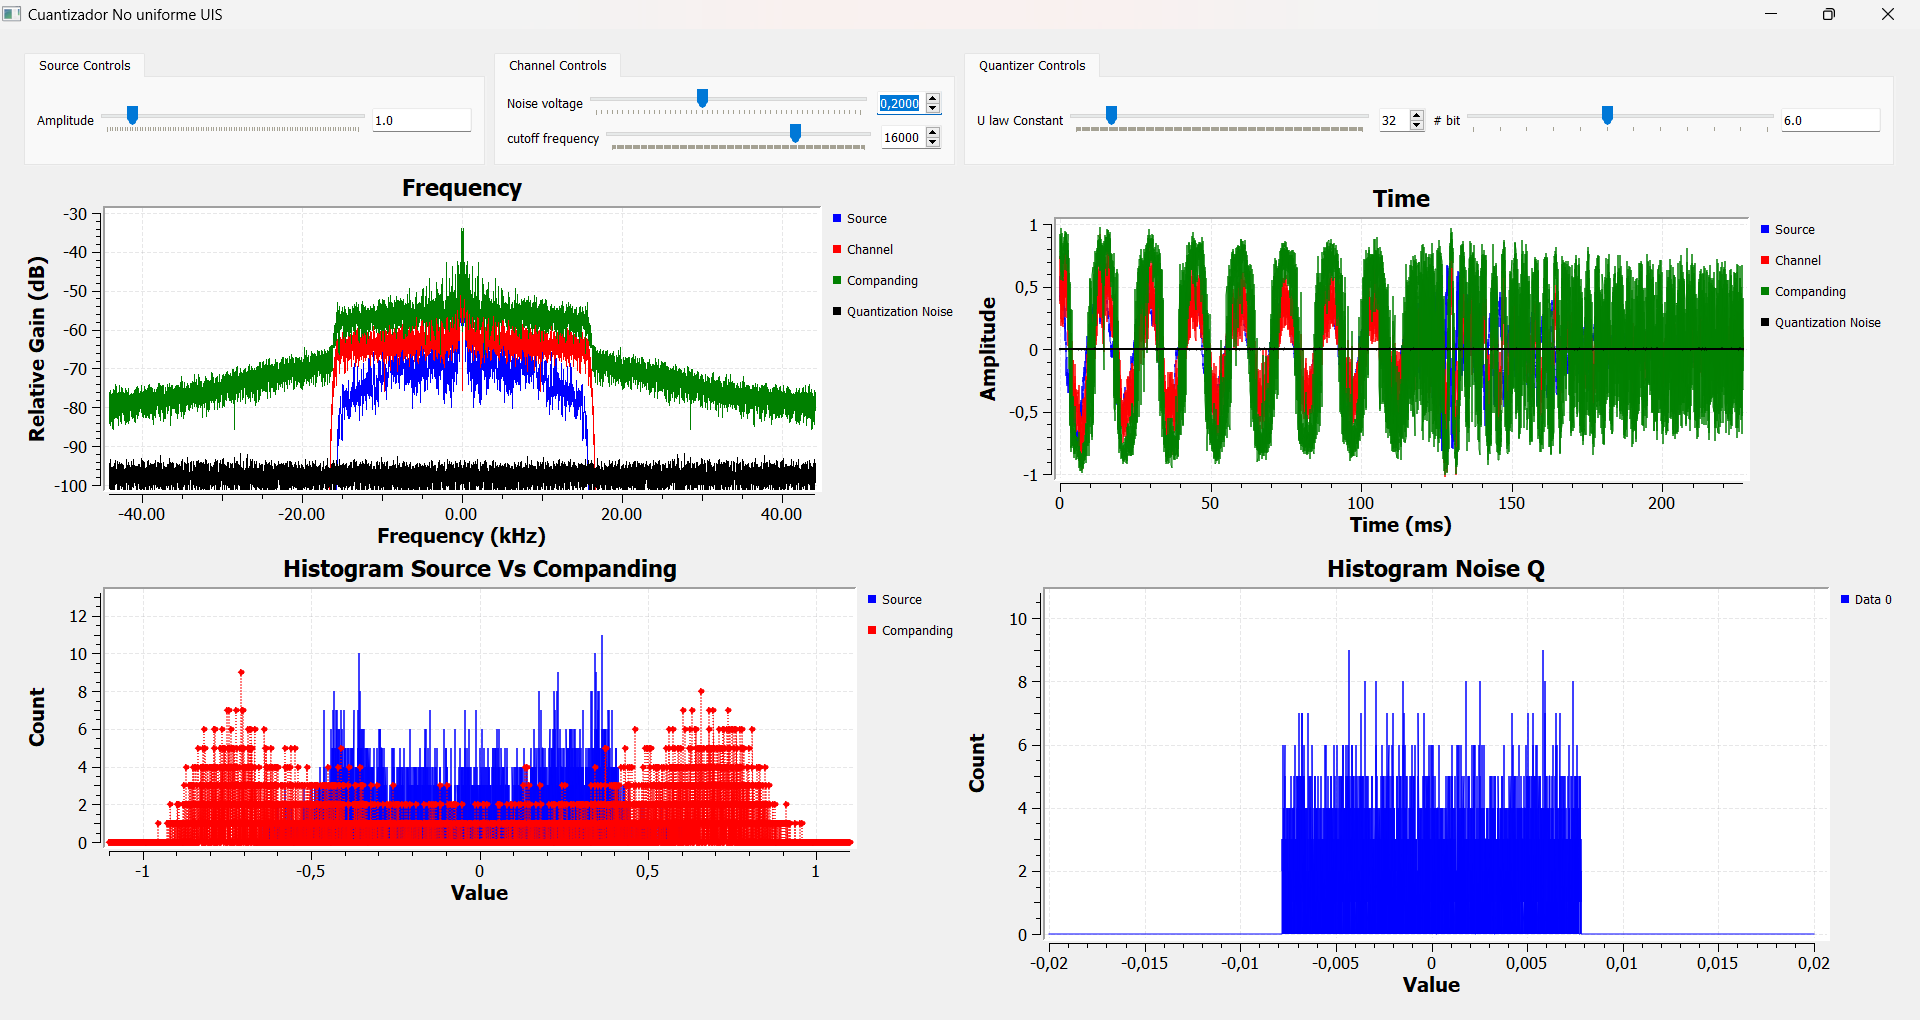 Cuantizador No uniforme UIS
Source Controls
Amplitude
1.0
Channel Controls
Noise voltage
0,2000
cutoff frequency
16000
Quantizer Controls
U law Constant
32
# bit
6.0
Frequency
Relative Gain (dB)
-30
-40
-50
-60
-70
-80
-90
-100
-40.00
-20.00
0.00
20.00
40.00
Frequency (kHz)
Source
Channel
Companding
Quantization Noise
Time
Amplitude
1
0,5
0
-0,5
-1
0
50
100
150
200
Time (ms)
Source
Channel
Companding
Quantization Noise
Histogram Source Vs Companding
Count
12
10
8
6
4
2
0
-1
-0,5
0
0,5
1
Value
Source
Companding
Histogram Noise Q
Count
10
8
6
4
2
0
-0,02
-0,015
-0,01
-0,005
0
0,005
0,01
0,015
0,02
Value
Data 0